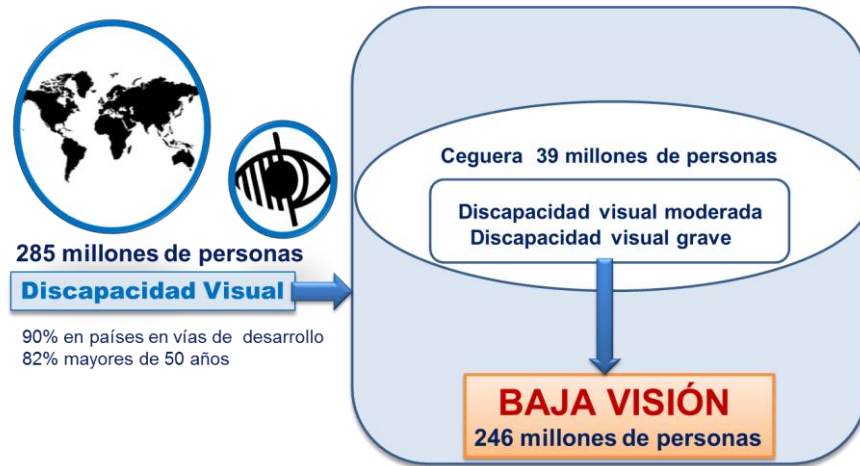 285 millones de personas
Discapacidad Visual
90% en países en vías de desarrollo
82% mayores de 50 años
Ceguera 39 millones de personas
Discapacidad visual moderada
Discapacidad visual grave
BAJA VISIÓN
246 millones de personas